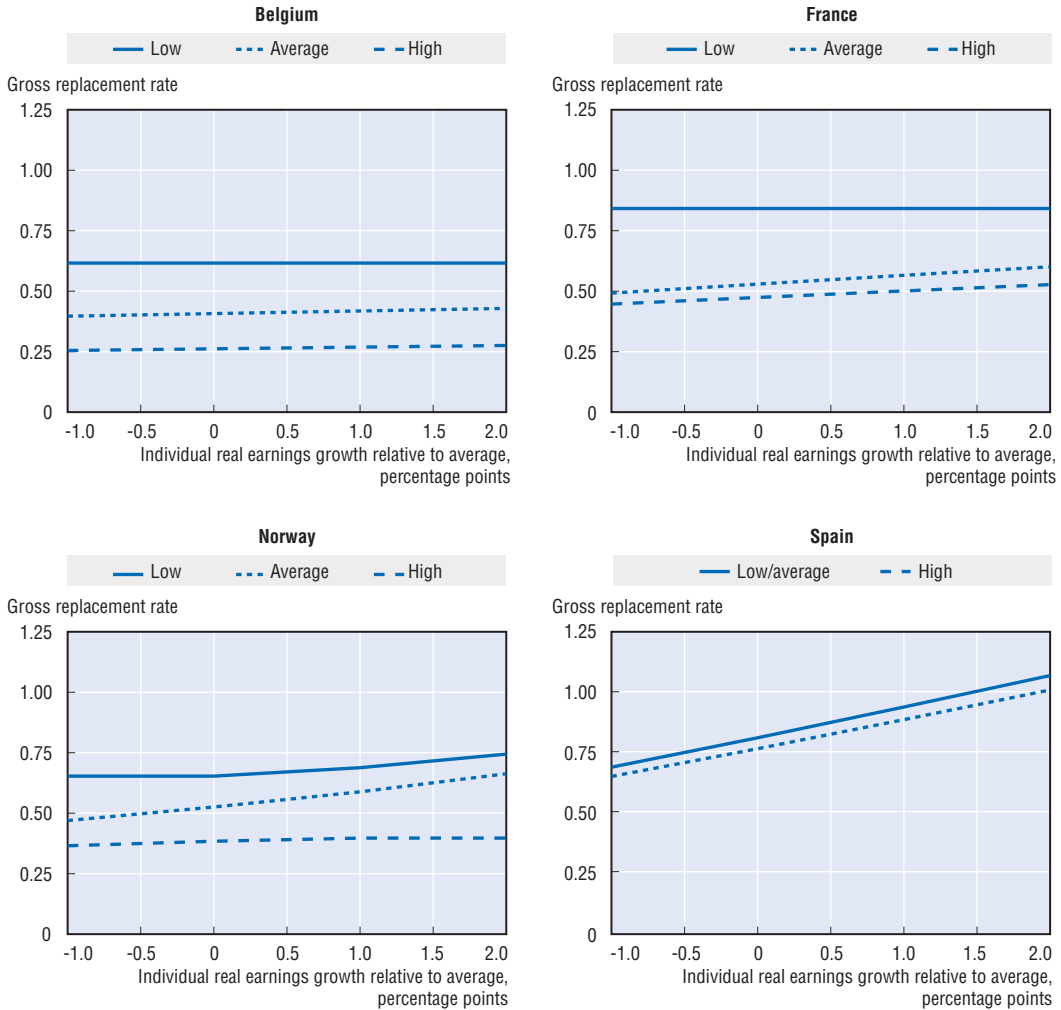 Belgium
Low Average High
Gross replacement rate
1.25
1.00
0.75
0.50
0.25
0
-1.0 -0.5 0 0.5 1.0 1.5 2.0
Individual real earnings growth relative to average,
percentage points
France
Low Average High
Gross replacement rate
1.25
1.00
0.75
0.50
0.25
0
-1.0 -0.5 0 0.5 1.0 1.5 2.0
Individual real earnings growth relative to average,
percentage points
Norway
Low Average High
Gross replacement rate
1.25
1.00
0.75
0.50
0.25
0
-1.0 -0.5 0 0.5 1.0 1.5 2.0
Individual real earnings growth relative to average,
percentage points
Spain
Low/average High
Gross replacement rate
1.25
1.00
0.75
0.50
0.25
0
-1.0 -0.5 0 0.5 1.0 1.5 2.0
Individual real earnings growth relative to average,
percentage points